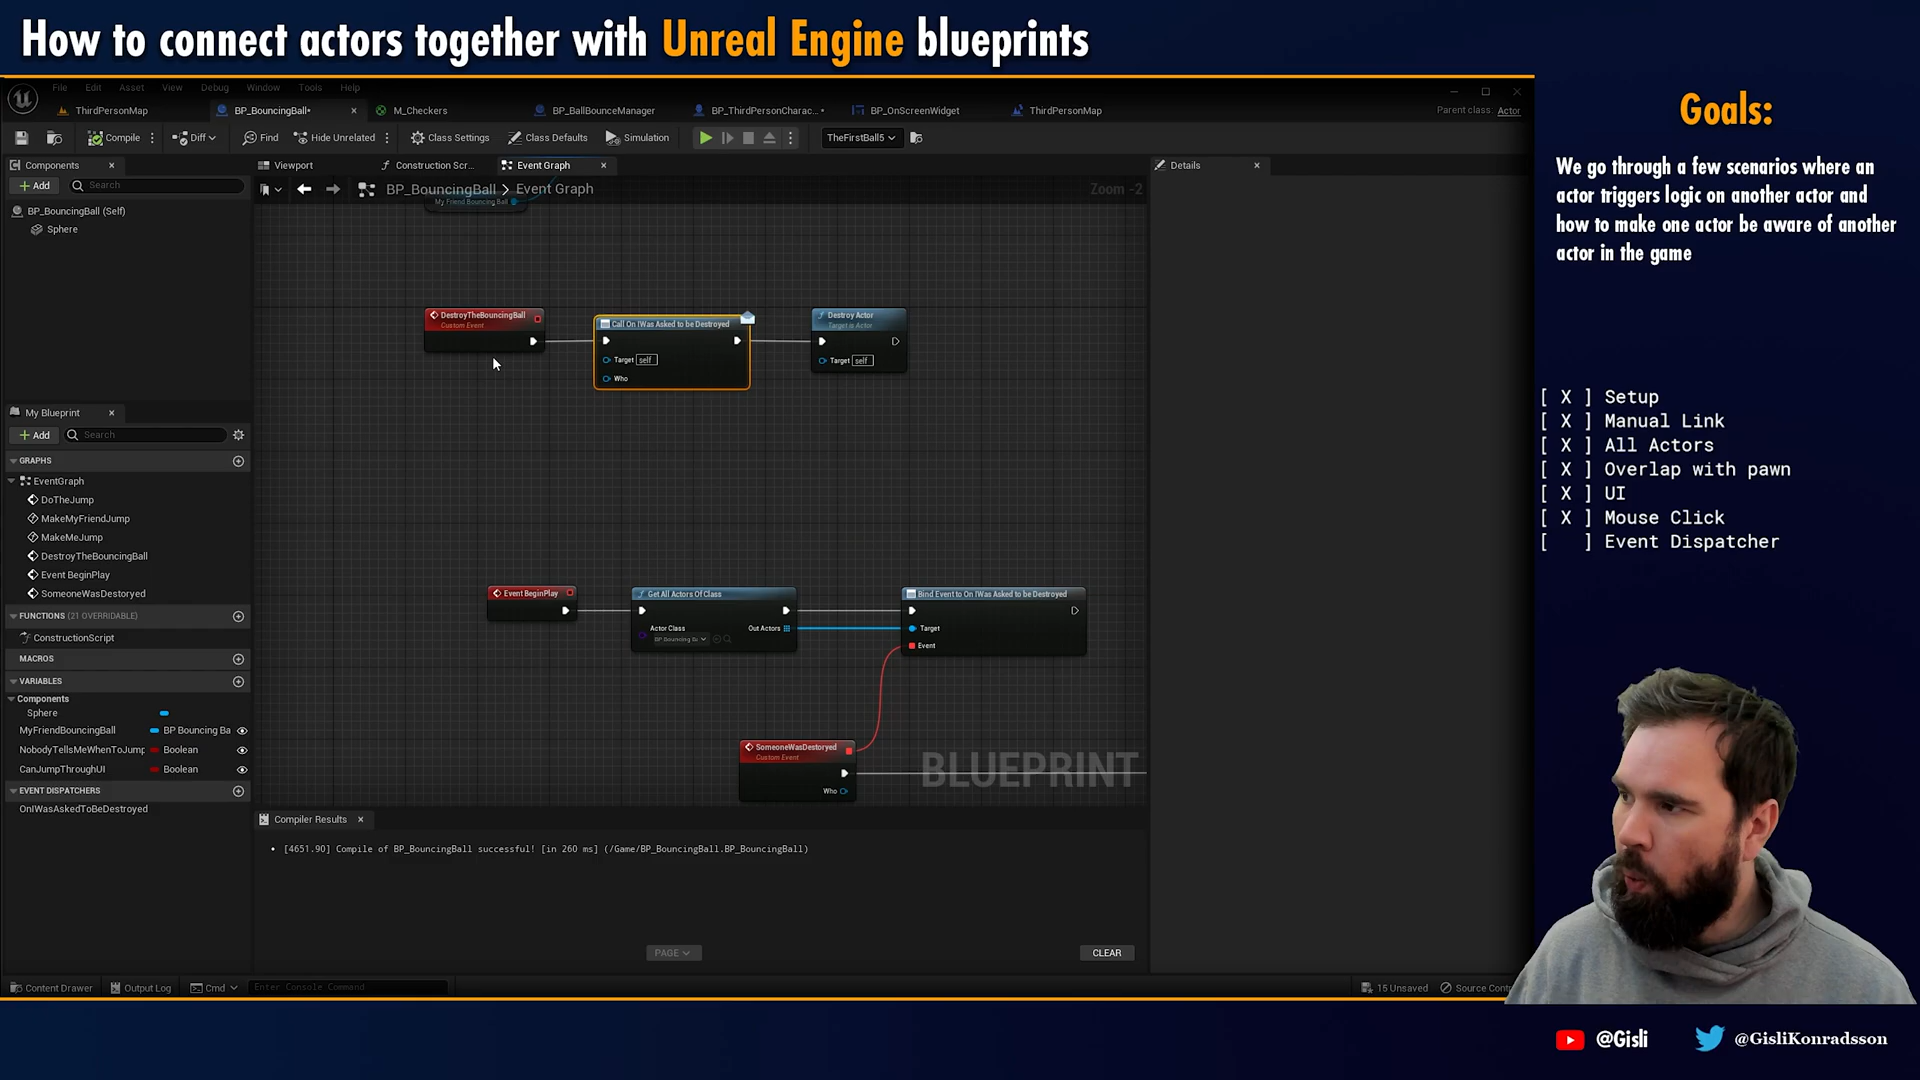 How to connect actors together with Unreal Engine blueprints
File Edit Asset View Debug Window Tools Help
ThirdPersonMap BP_BouncingBall• M_Checkers BP_BallBounceManager BP_ThirdPersonCharac...• BP_OnScreenWidget ThirdPersonMap
Parent class: Actor
Compile Diff Find Hide Unrelated Class Settings Class Defaults Simulation TheFirstBall5
Components
Viewport Construction Scr... Event Graph
Details
Add Search
BP_BouncingBall > Event Graph
Zoom -2
BP_BouncingBall (Self)
Sphere
My Friend Bouncing Ball
DestroyTheBouncingBall
Custom Event
Call On IWas Asked to be Destroyed
Target self
Who
Destroy Actor
Target is Actor
Target self
My Blueprint
Add Search
GRAPHS
EventGraph
DoTheJump
MakeMyFriendJump
MakeMeJump
DestroyTheBouncingBall
Event BeginPlay
SomeoneWasDestoryed
FUNCTIONS (21 OVERRIDABLE)
ConstructionScript
MACROS
VARIABLES
Components
Sphere
MyFriendBouncingBall BP Bouncing Ba
NobodyTellsMeWhenToJump Boolean
CanJumpThroughUI Boolean
EVENT DISPATCHERS
OnIWasAskedToBeDestroyed
Event BeginPlay
Get All Actors Of Class
Actor Class Out Actors
BP Bouncing Ba
Bind Event to On IWas Asked to be Destroyed
Target
Event
SomeoneWasDestoryed
Custom Event
Who
BLUEPRINT
Compiler Results
• [4651.90] Compile of BP_BouncingBall successful! [in 260 ms] (/Game/BP_BouncingBall.BP_BouncingBall)
PAGE
CLEAR
Content Drawer Output Log Cmd Enter Console Command
15 Unsaved Source Contr
Goals:
We go through a few scenarios where an
actor triggers logic on another actor and
how to make one actor be aware of another
actor in the game
[ X ] Setup
[ X ] Manual Link
[ X ] All Actors
[ X ] Overlap with pawn
[ X ] UI
[ X ] Mouse Click
[ ] Event Dispatcher
@Gisli
@GisliKonradsson